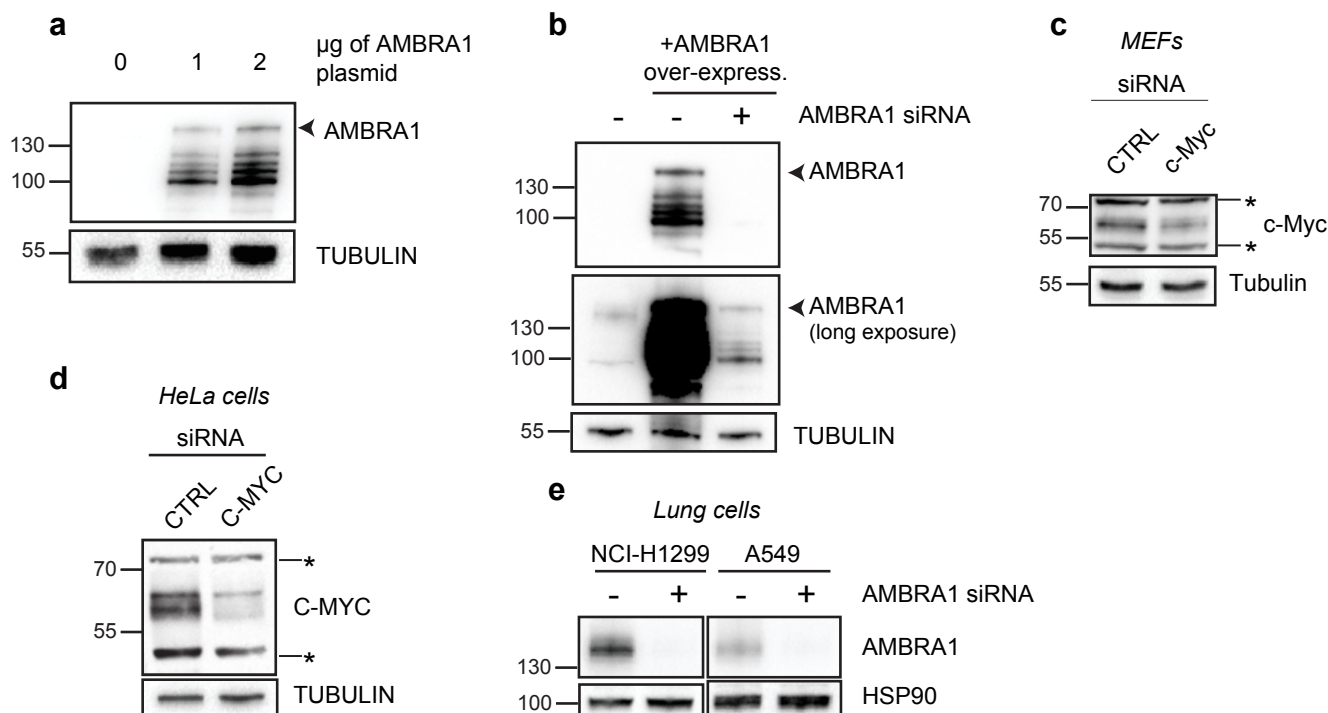 a
0 1 2 µg of AMBRA1
plasmid
130
100
AMBRA1
55
TUBULIN
b
+AMBRA1
over-express.
- - + AMBRA1 siRNA
130
100
AMBRA1
130
100
AMBRA1
(long exposure)
55
TUBULIN
c
MEFs
siRNA
CTRL c-Myc
70
55
*
c-Myc
*
55
Tubulin
d
HeLa cells
siRNA
CTRL C-MYC
70
55
*
C-MYC
*
TUBULIN
e
Lung cells
NCI-H1299 A549
- + - + AMBRA1 siRNA
130
AMBRA1
100
HSP90